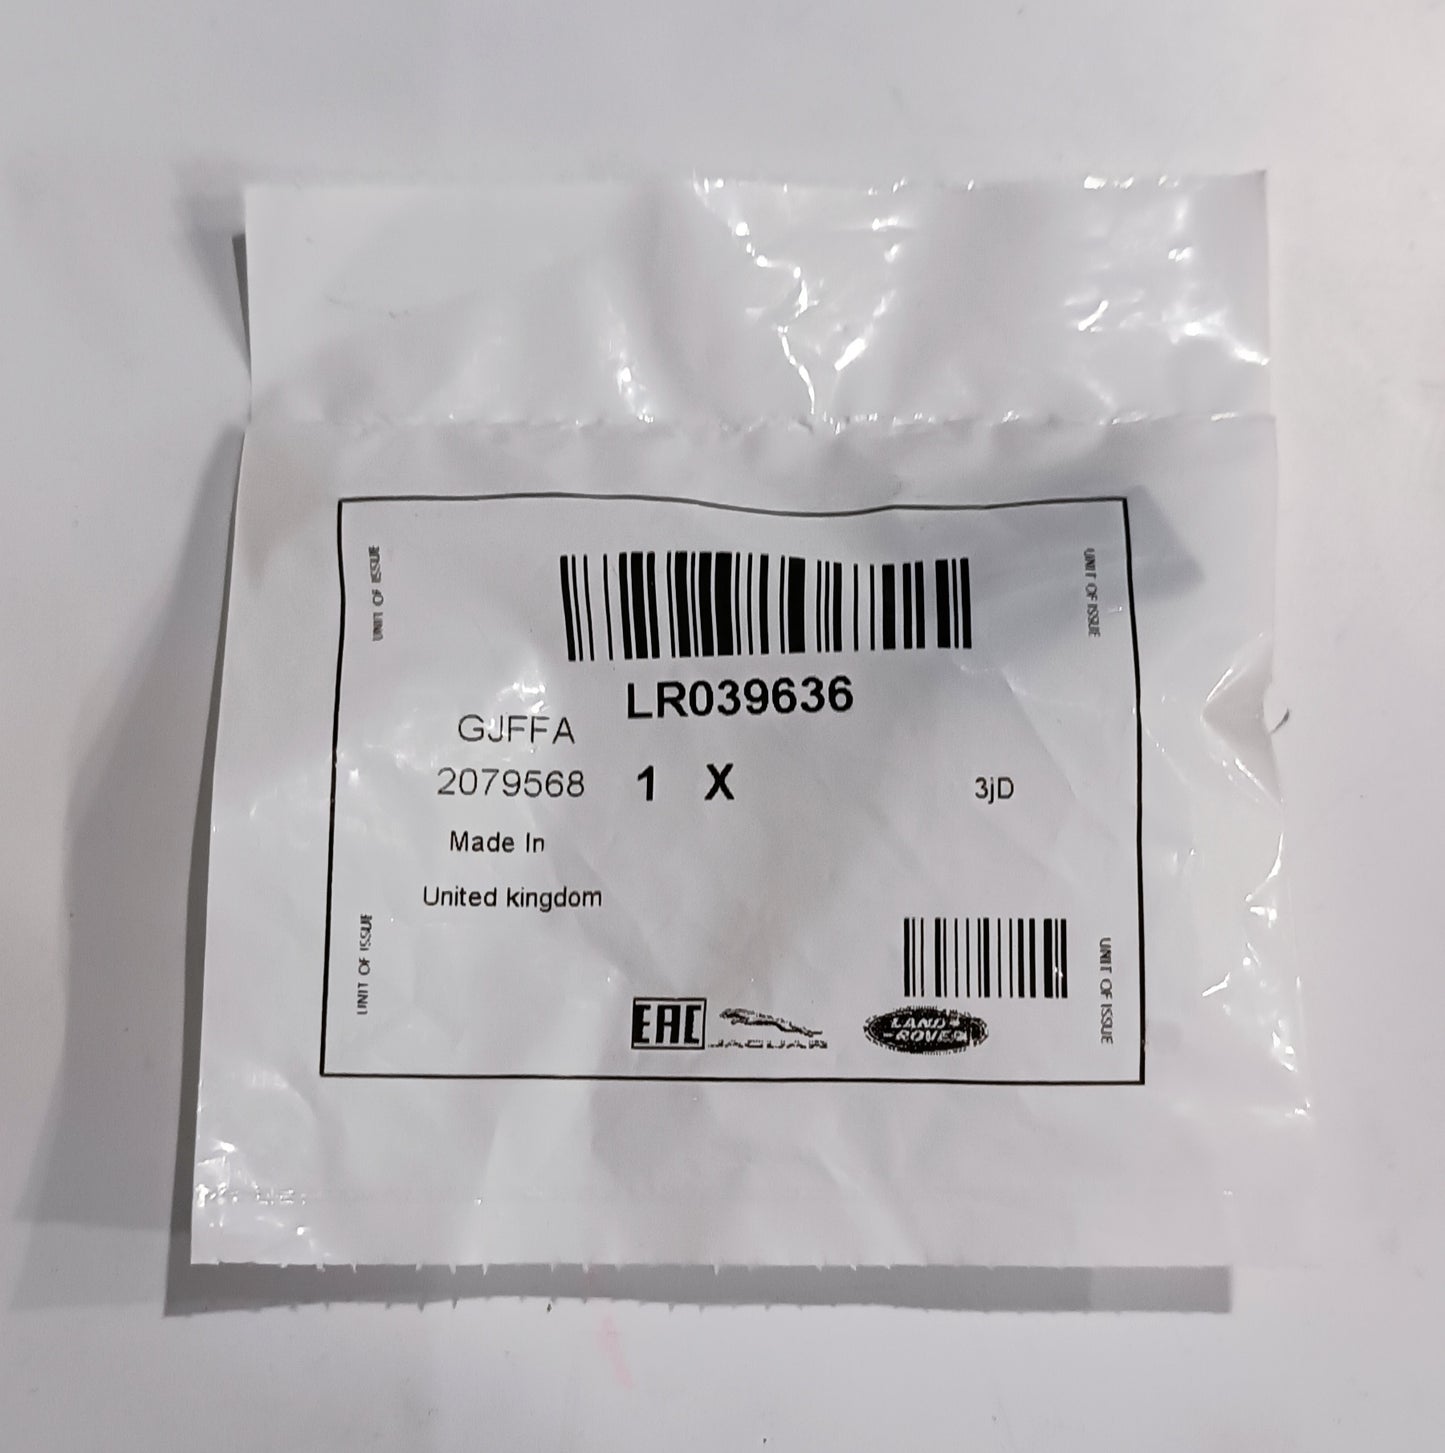 UNIT OF ISSUE
UNIT OF ISSUE
LR039636
GJFFA
2079568 1 X 3jD
Made In
United kingdom
UNIT OF ISSUE
UNIT OF ISSUE
EAC JAGUAR
LAND-
-ROVER